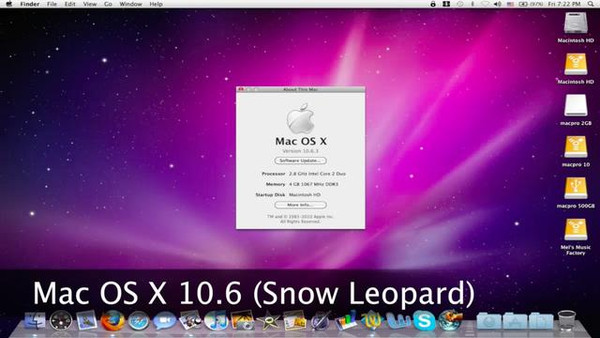 Finder File Edit View Go Window Help
(97%) Fri 7:22 PM
Macintosh HD
Macintosh HD
macpro 2GB
macpro 1G
macpro 500GB
Mel's Music
Factory
About This Mac
Mac OS X
Version 10.6.3
Software Update...
Processor 2.8 GHz Intel Core 2 Duo
Memory 4 GB 1067 MHz DDR3
Startup Disk Macintosh HD
More Info...
TM and © 1983-2010 Apple Inc.
All Rights Reserved.
Mac OS X 10.6 (Snow Leopard)